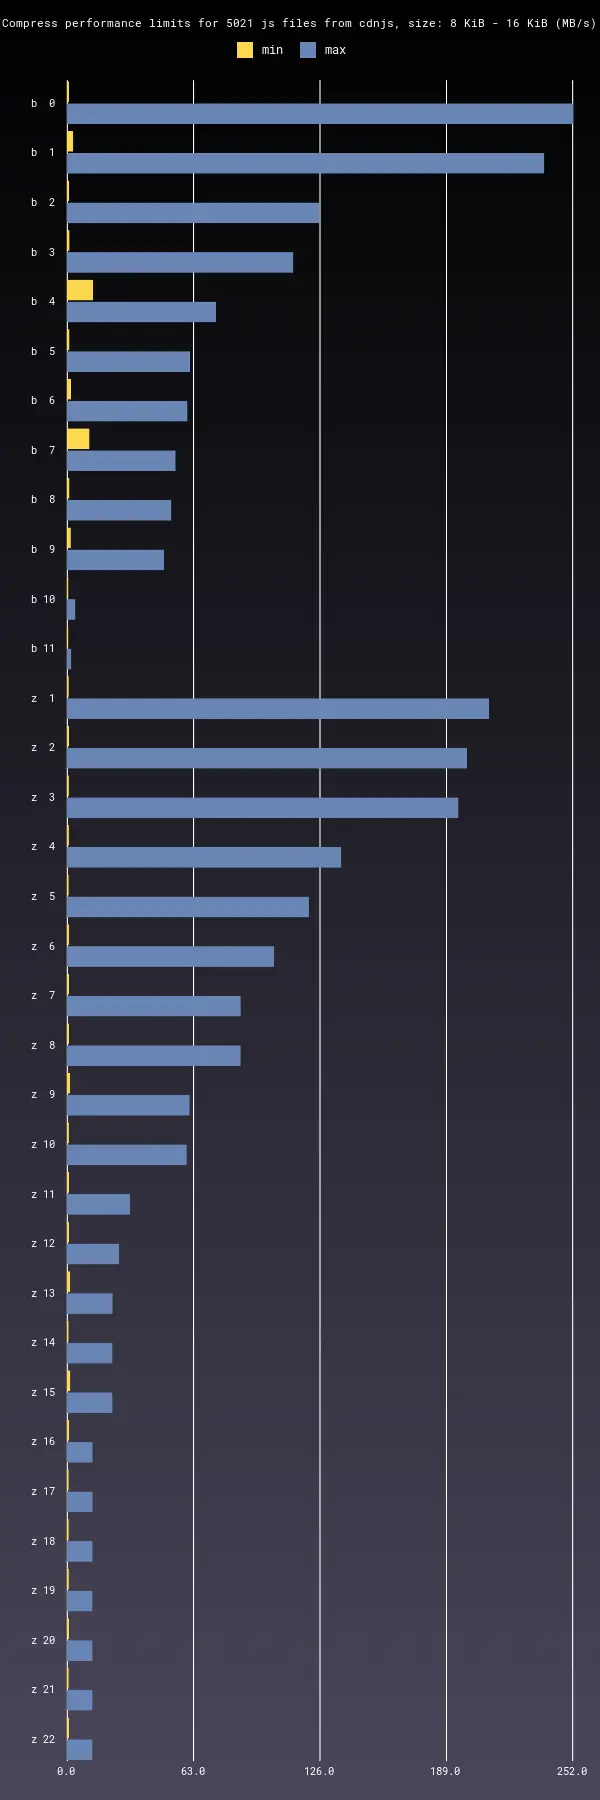 Compress performance limits for 5021 js files from cdnjs, size: 8 KiB - 16 KiB (MB/s)
min max
b 0
b 1
b 2
b 3
b 4
b 5
b 6
b 7
b 8
b 9
b 10
b 11
z 1
z 2
z 3
z 4
z 5
z 6
z 7
z 8
z 9
z 10
z 11
z 12
z 13
z 14
z 15
z 16
z 17
z 18
z 19
z 20
z 21
z 22
0.0 63.0 126.0 189.0 252.0